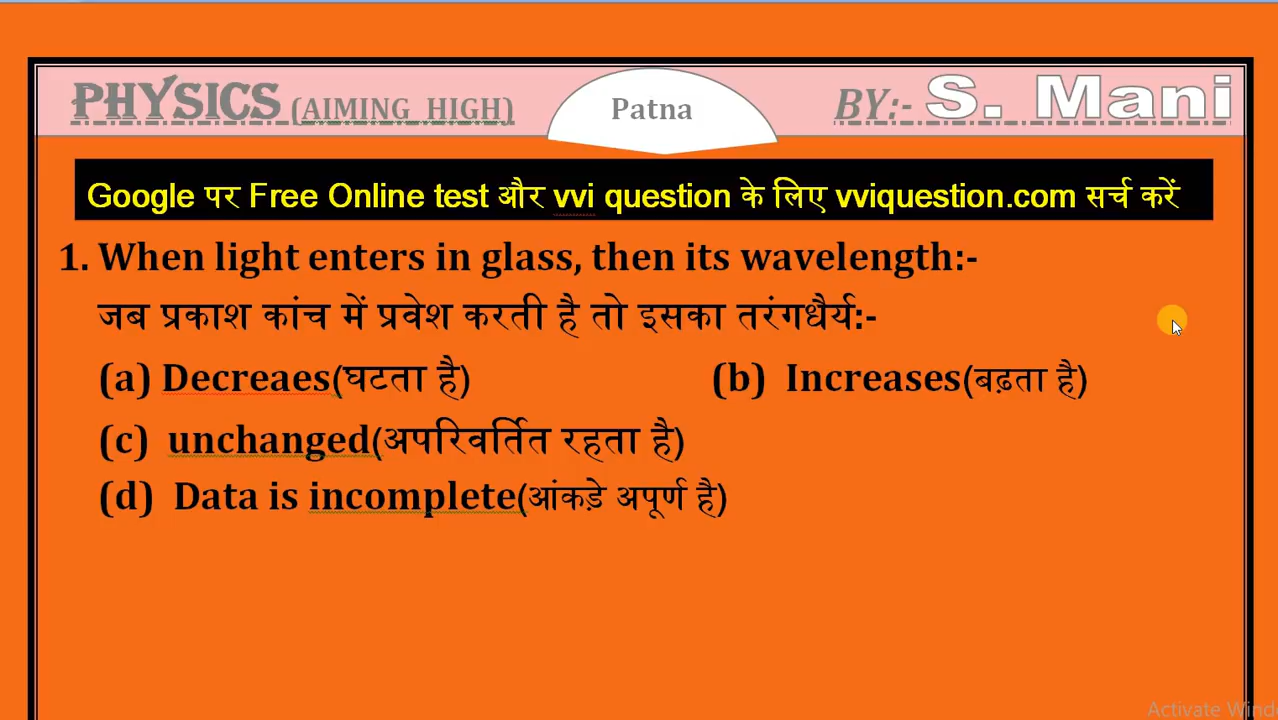 PHYSICS (AIMING HIGH) Patna BY:- S. Mani
Google पर Free Online test और vvi question के लिए vviquestion.com सर्च करें
1. When light enters in glass, then its wavelength:-
जब प्रकाश कांच में प्रवेश करती है तो इसका तरंगधैर्य:-
(a) Decreaes(घटता है) (b) Increases(बढ़ता है)
(c) unchanged(अपरिवर्तित रहता है)
(d) Data is incomplete(आंकड़े अपूर्ण है)
Activate Wind